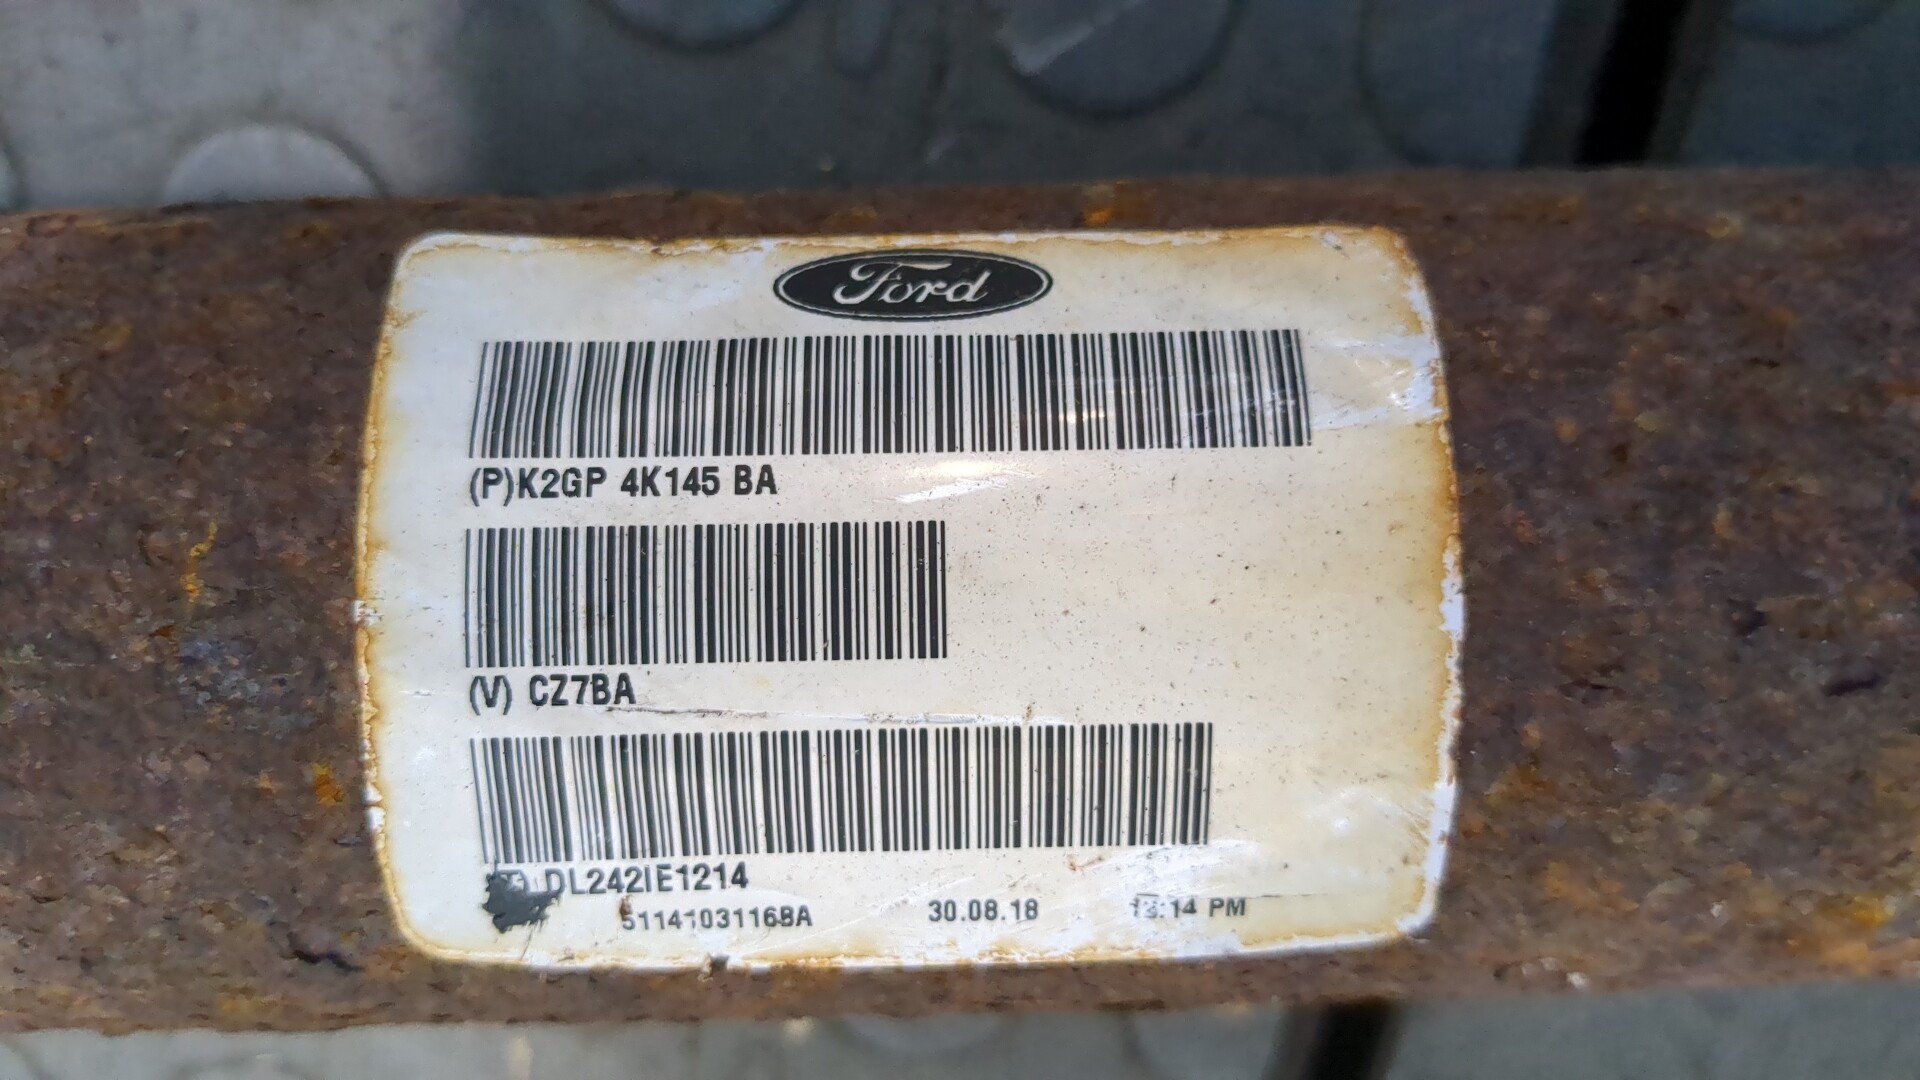 Ford
(P)K2GP 4K145 BA
(V) CZ7BA
DL242IE1214
5114103116BA 30.08.18 PM